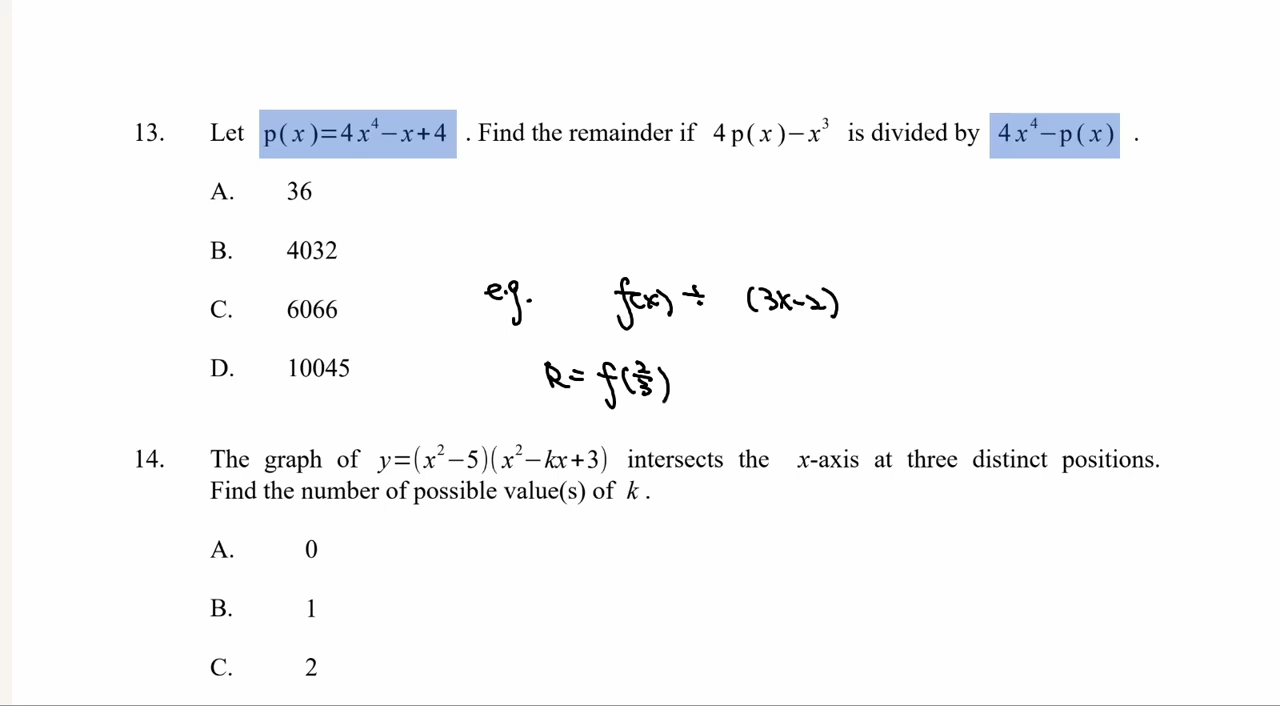 13. Let p(x)=4x⁴−x+4 . Find the remainder if 4p(x)−x³ is divided by 4x⁴−p(x) .
A. 36
B. 4032
C. 6066
D. 10045
e.g. f(x) ÷ (3x-2)
R = f(2/3)
14. The graph of y=(x²−5)(x²−kx+3) intersects the x-axis at three distinct positions.
Find the number of possible value(s) of k .
A. 0
B. 1
C. 2